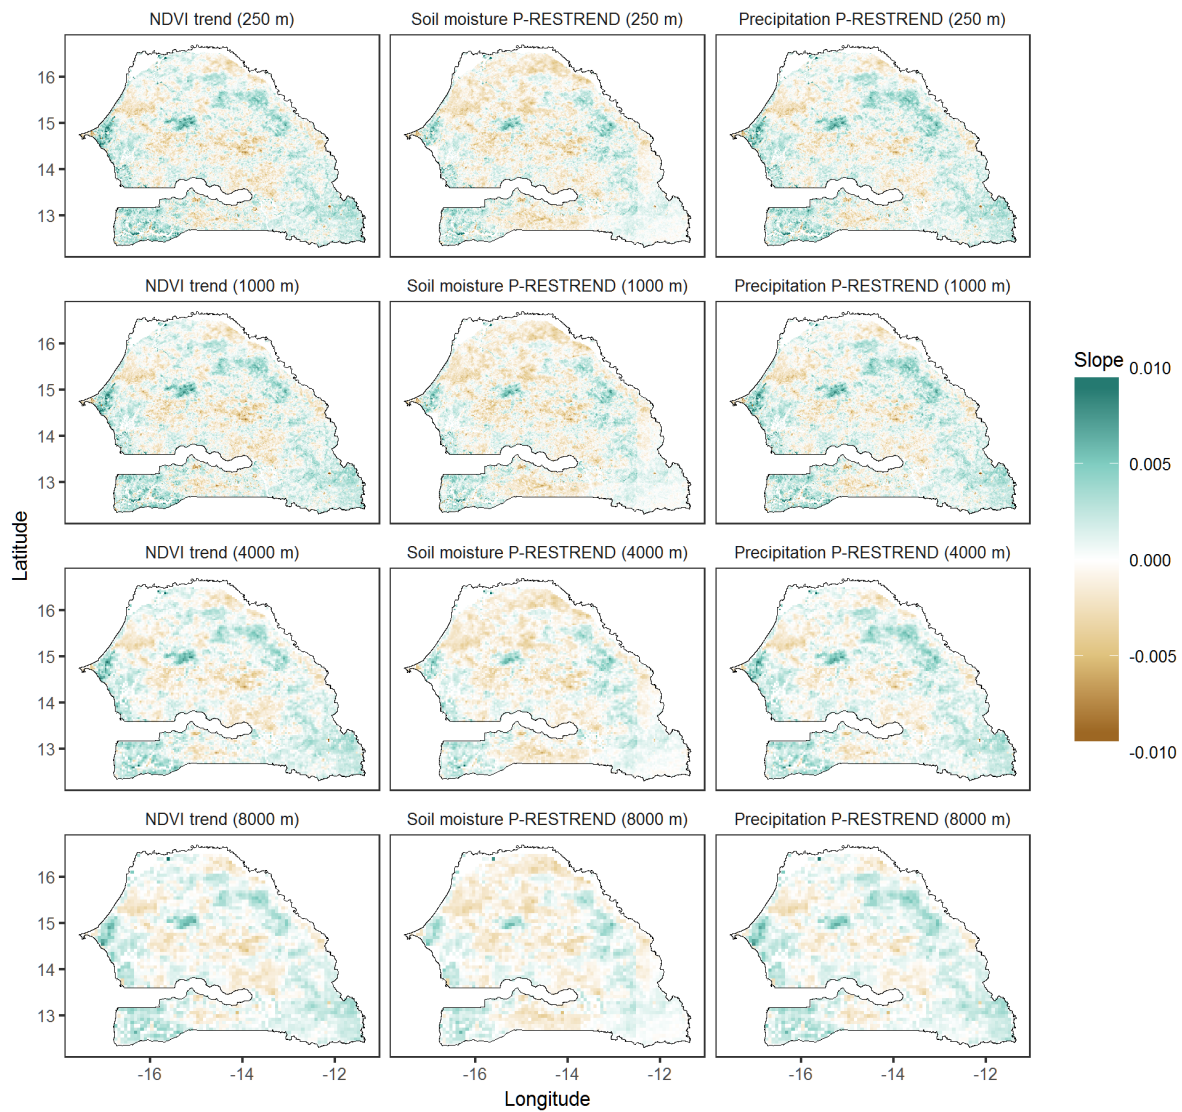 NDVI trend (250 m) Soil moisture P-RESTREND (250 m) Precipitation P-RESTREND (250 m)
16
15
14
13
NDVI trend (1000 m) Soil moisture P-RESTREND (1000 m) Precipitation P-RESTREND (1000 m)
16
15
14
13
NDVI trend (4000 m) Soil moisture P-RESTREND (4000 m) Precipitation P-RESTREND (4000 m)
16
15
14
13
NDVI trend (8000 m) Soil moisture P-RESTREND (8000 m) Precipitation P-RESTREND (8000 m)
16
15
14
13
-16 -14 -12 -16 -14 -12 -16 -14 -12
Longitude
Latitude
Slope
0.010
0.005
0.000
-0.005
-0.010